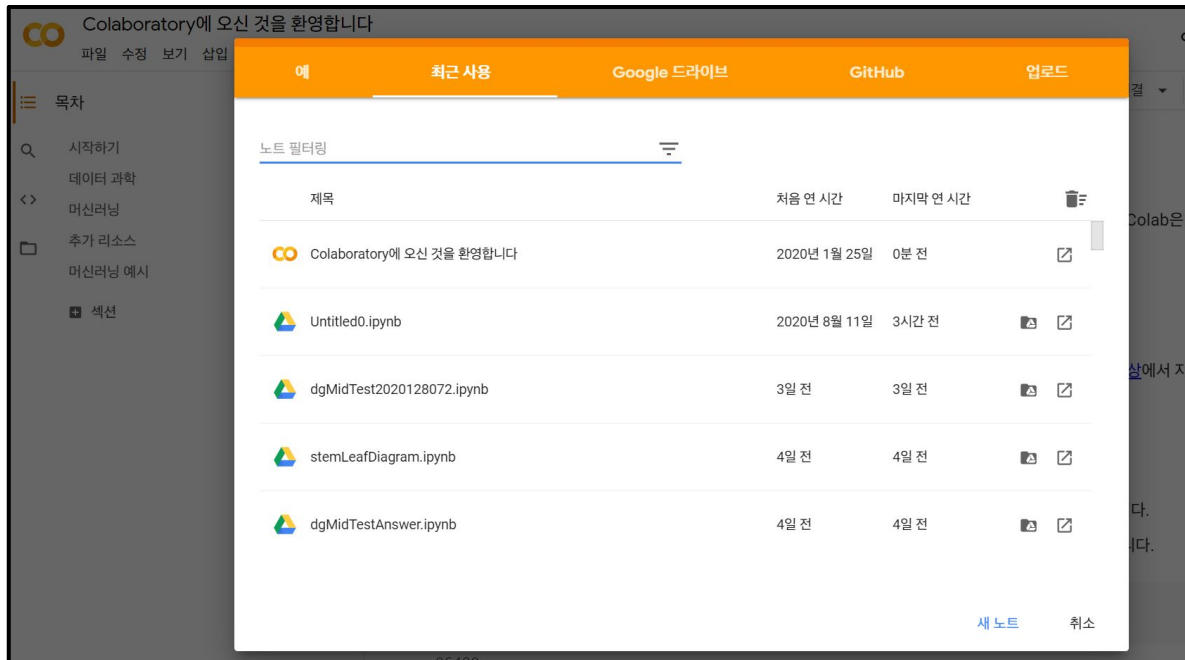 Colaboratory에 오신 것을 환영합니다
파일 수정 보기 삽입
목차
시작하기
데이터 과학
머신러닝
추가 리소스
머신러닝 예시
섹션
예 최근 사용 Google 드라이브 GitHub 업로드
노트 필터링
제목 처음 연 시간 마지막 연 시간
Colaboratory에 오신 것을 환영합니다 2020년 1월 25일 0분 전
Untitled0.ipynb 2020년 8월 11일 3시간 전
dgMidTest2020128072.ipynb 3일 전 3일 전
stemLeafDiagram.ipynb 4일 전 4일 전
dgMidTestAnswer.ipynb 4일 전 4일 전
새 노트 취소
결
Colab은
상에서 지
다.
니다.